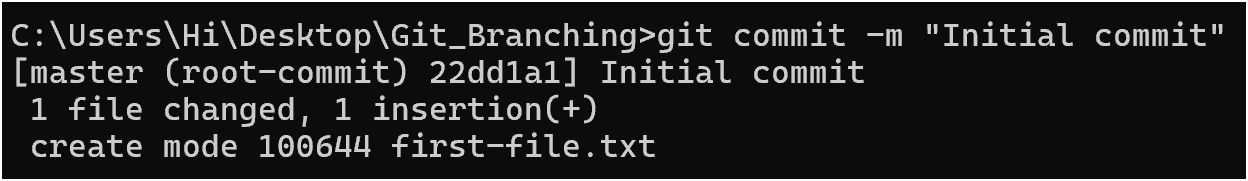 C:\Users\Hi\Desktop\Git_Branching>git commit -m "Initial commit"
[master (root-commit) 22dd1a1] Initial commit
 1 file changed, 1 insertion(+)
 create mode 100644 first-file.txt